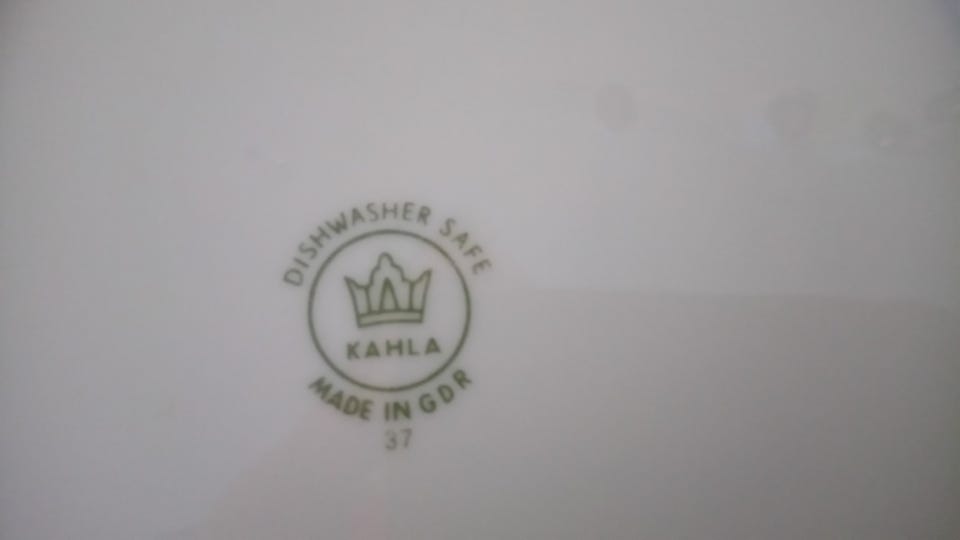 DISHWASHER SAFE
KAHLA
MADE IN GDR
37